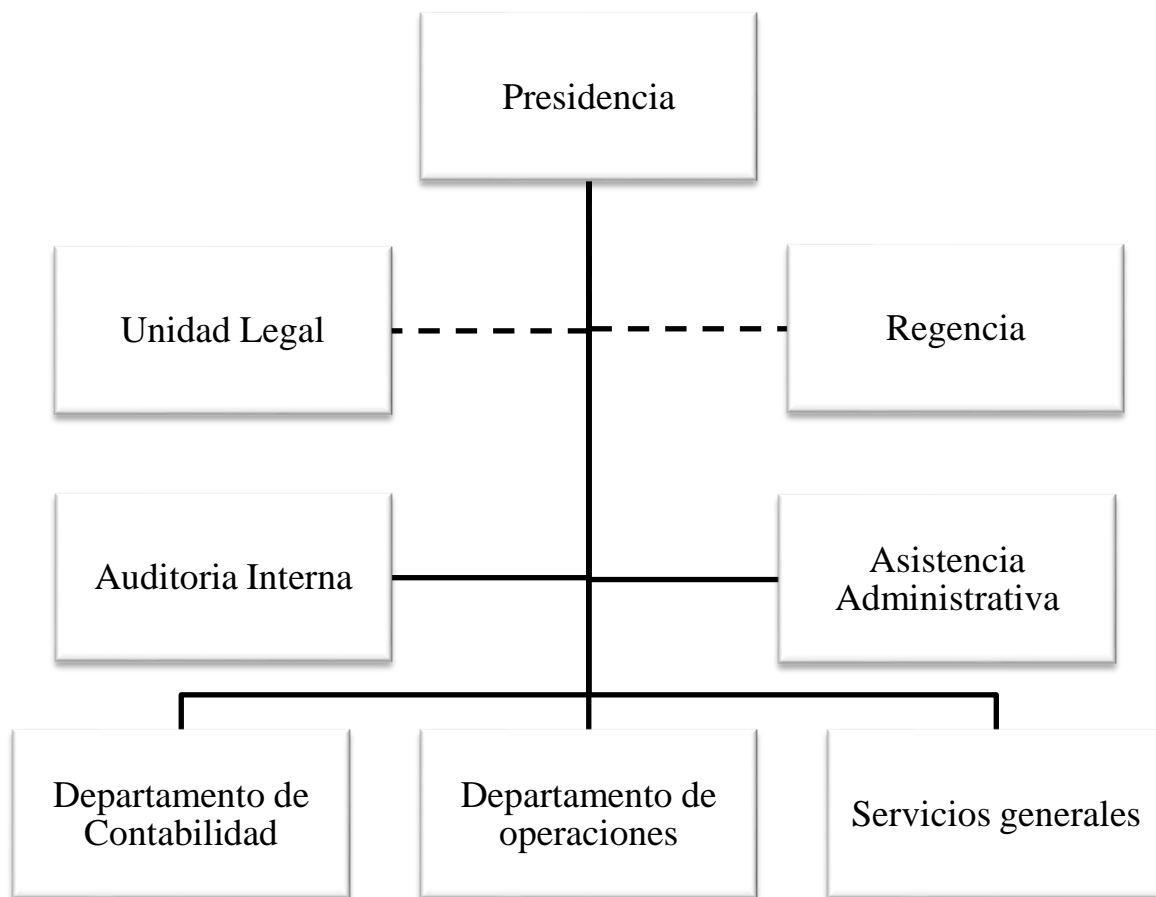 Presidencia
Unidad Legal
Regencia
Auditoria Interna
Asistencia
Administrativa
Departamento de
Contabilidad
Departamento de
operaciones
Servicios generales